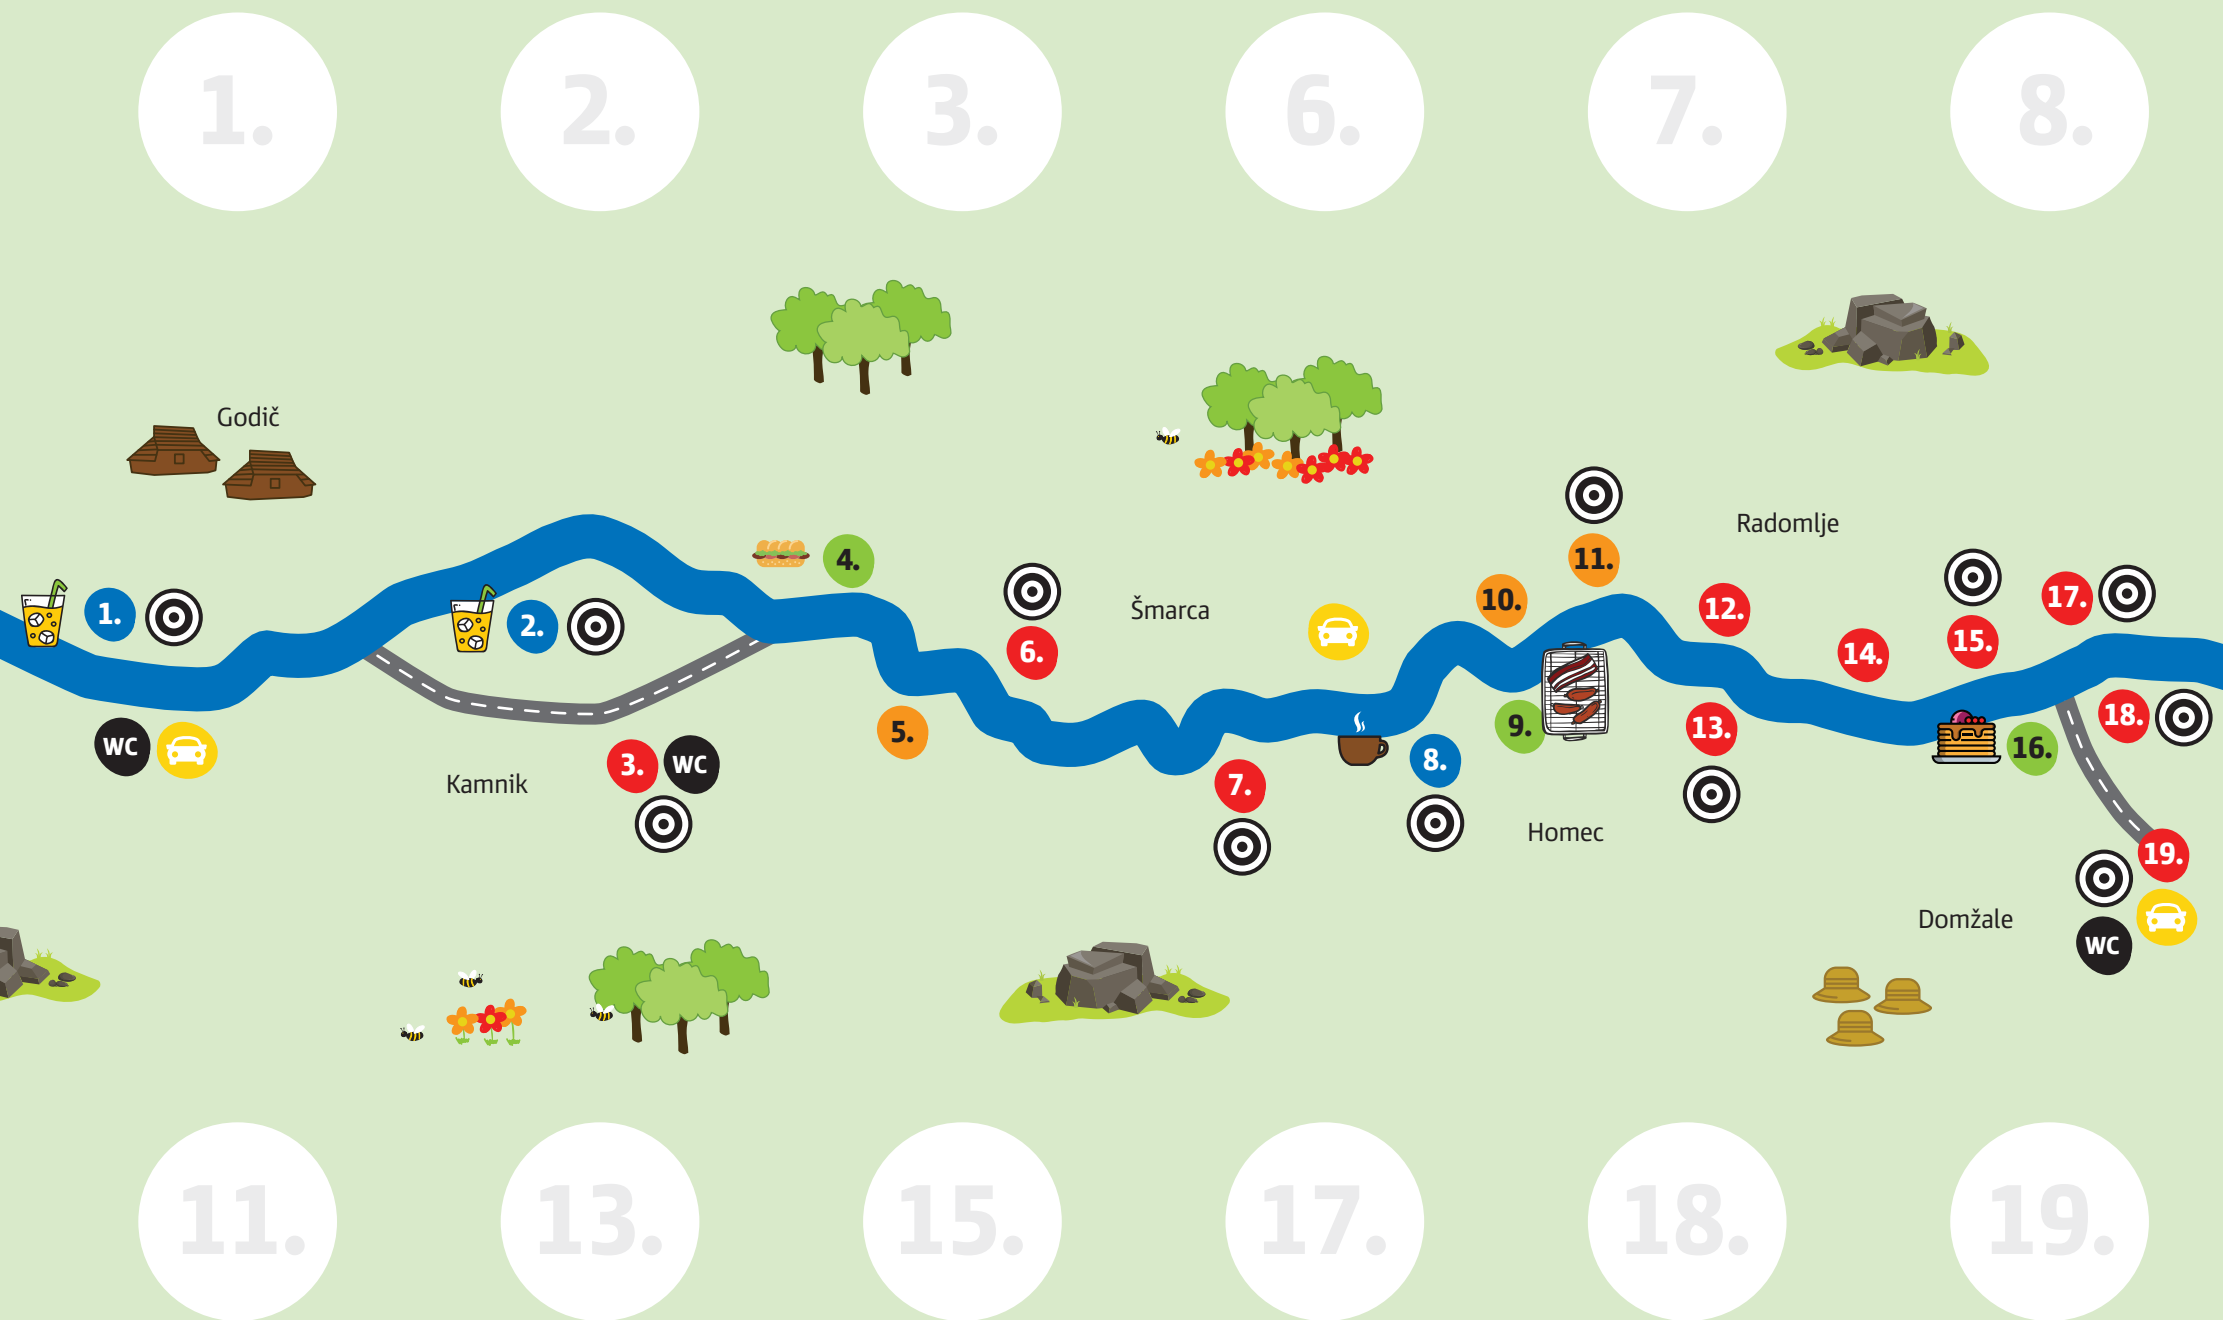 1. 2. 3. 6. 7. 8.
Godič
Radomlje
4.
11.
10.
12.
17.
1.
2.
Šmarca
6.
15.
14.
5.
9.
13.
18.
WC
Kamnik
3. WC
7.
8.
16.
Homec
19.
Domžale
WC
11. 13. 15. 17. 18. 19.